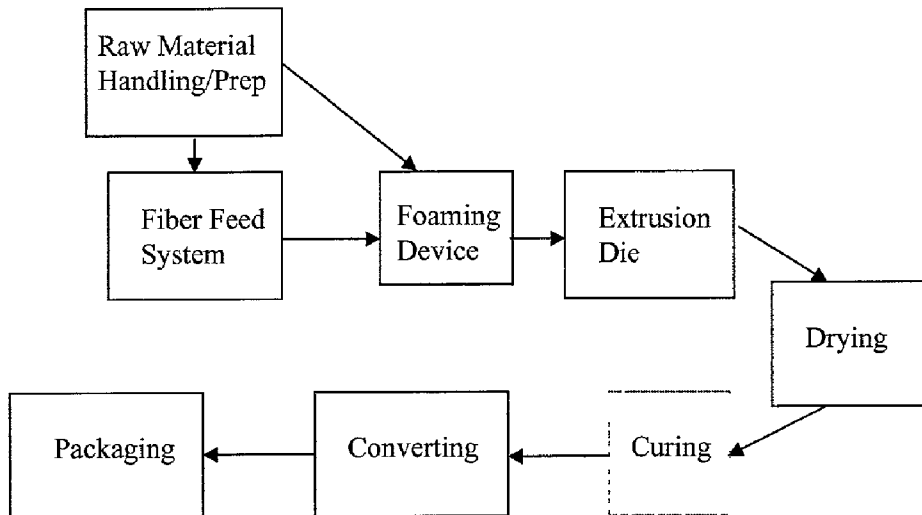 Raw Material
Handling/Prep
Fiber Feed
System
Foaming
Device
Extrusion
Die
Drying
Packaging
Converting
Curing